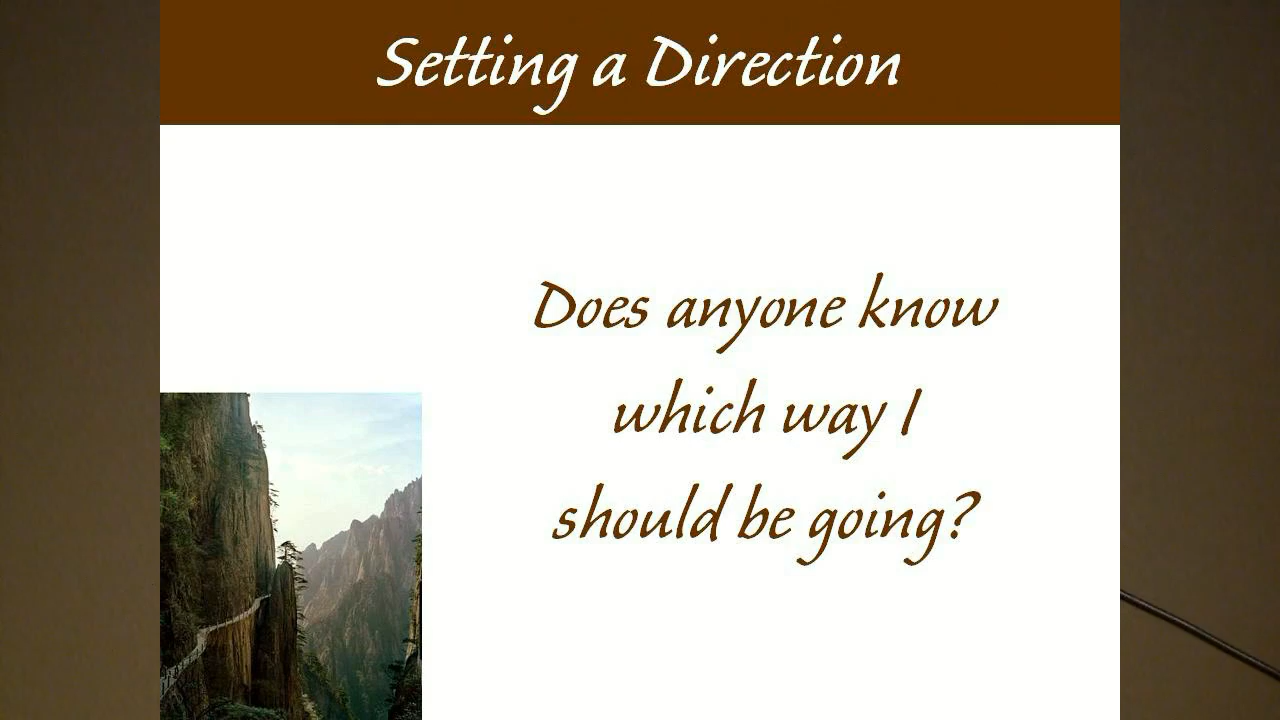 Setting a Direction
Does anyone know
which way I
should be going?